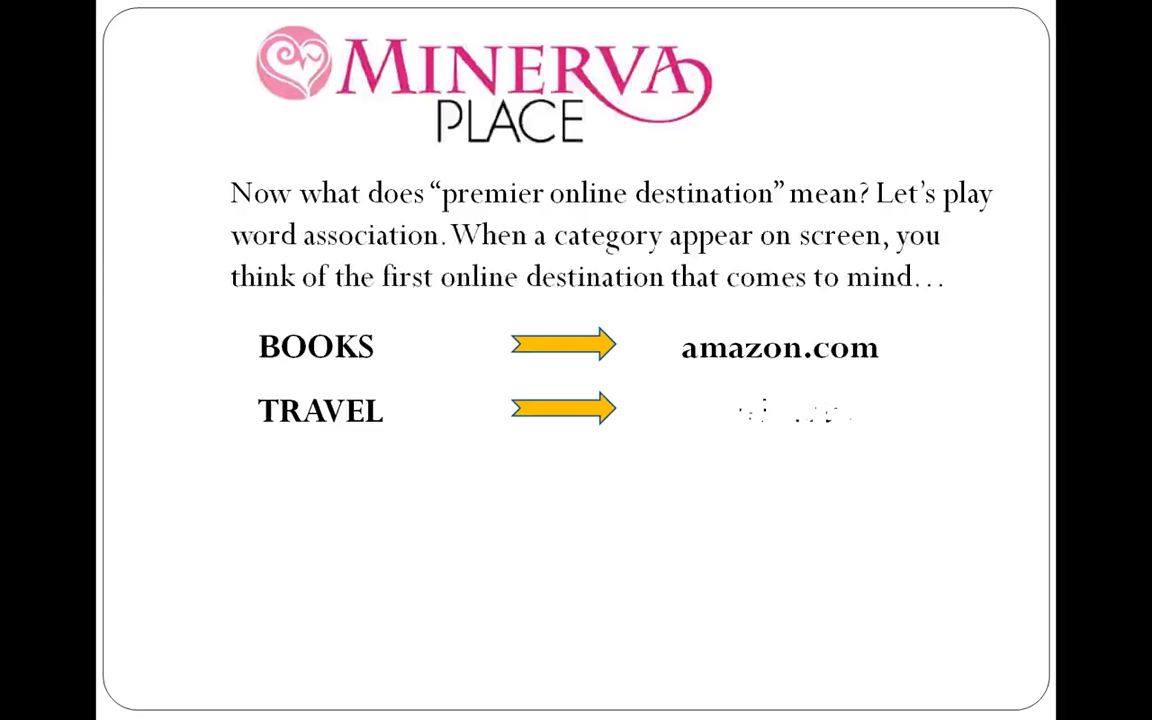 MINERVA
PLACE
Now what does “premier online destination” mean? Let’s play
word association. When a category appear on screen, you
think of the first online destination that comes to mind…
BOOKS amazon.com
TRAVEL